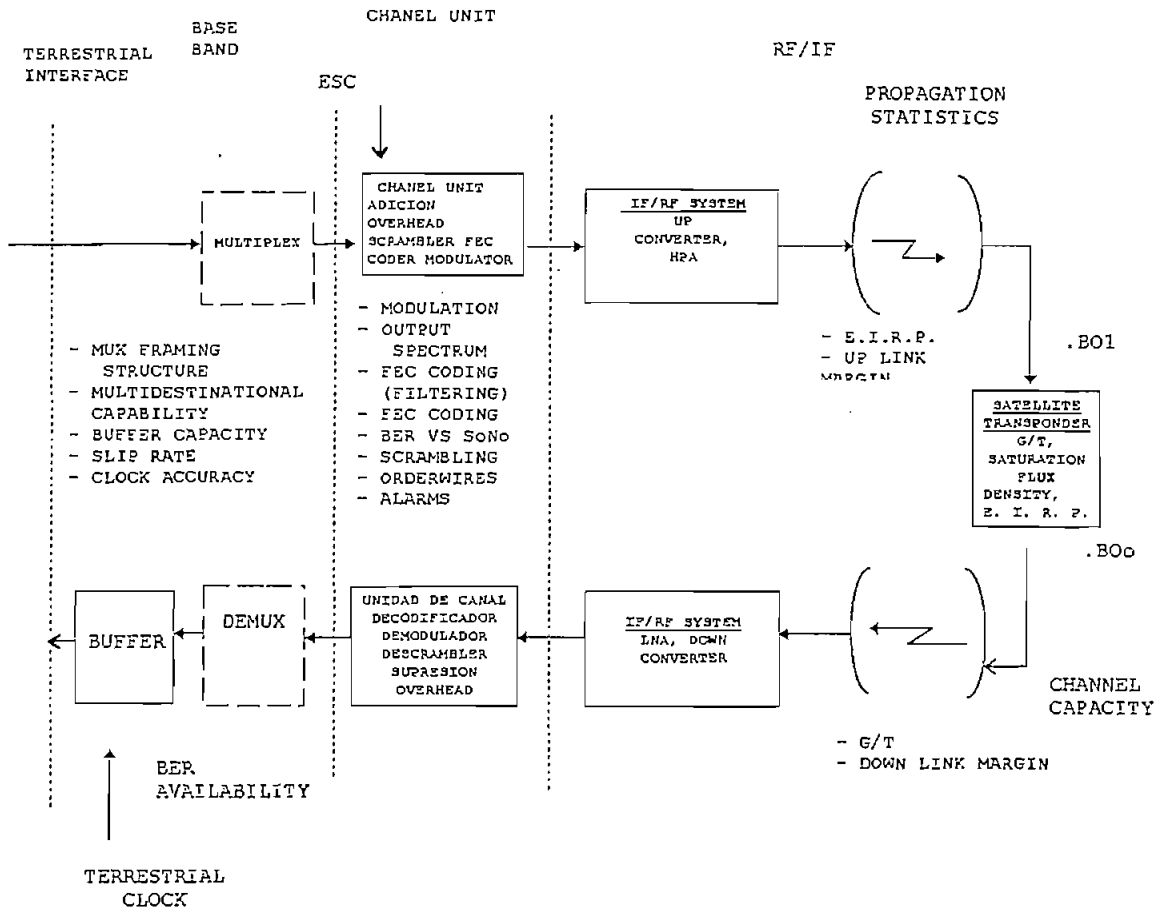 CHANEL UNIT
BASE
BAND
TERRESTRIAL
INTERFACE
RF/IF
ESC
PROPAGATION
STATISTICS
MULTIPLEX
CHANEL UNIT
ADICION
OVERHEAD
SCRAMBLER FEC
CODER MODULATOR
IF/RF SYSTEM
UP
CONVERTER,
HPA
- MUX FRAMING
STRUCTURE
- MULTIDESTINATIONAL
CAPABILITY
- BUFFER CAPACITY
- SLIP RATE
- CLOCK ACCURACY
- MODULATION
- OUTPUT
SPECTRUM
- FEC CODING
(FILTERING)
- FEC CODING
- BER VS SoNo
- SCRAMBLING
- ORDERWIRES
- ALARMS
- E.I.R.P.
- UP LINK
MARGIN
.BO1
SATELLITE
TRANSPONDER
G/T,
SATURATION
FLUX
DENSITY,
E. I. R. P.
.BOo
BUFFER
DEMUX
UNIDAD DE CANAL
DECODIFICADOR
DEMODULADOR
DESCRAMBLER
SUPRESION
OVERHEAD
IF/RF SYSTEM
LNA, DOWN
CONVERTER
CHANNEL
CAPACITY
- G/T
- DOWN LINK MARGIN
BER
AVAILABILITY
TERRESTRIAL
CLOCK